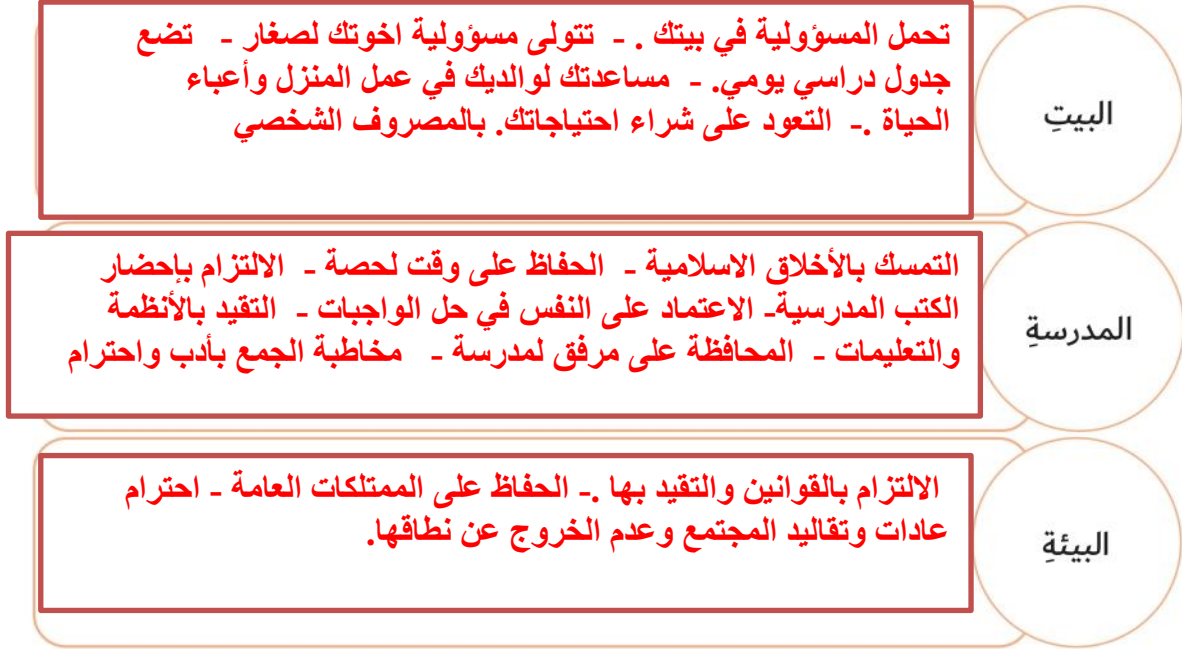 البيتِ
تحمل المسؤولية في بيتك . - تتولى مسؤولية اخوتك لصغار - تضع
جدول دراسي يومي. - مساعدتك لوالديك في عمل المنزل وأعباء
الحياة .- التعود على شراء احتياجاتك. بالمصروف الشخصي
المدرسةِ
التمسك بالأخلاق الاسلامية - الحفاظ على وقت لحصة - الالتزام بإحضار
الكتب المدرسية- الاعتماد على النفس في حل الواجبات - التقيد بالأنظمة
والتعليمات - المحافظة على مرفق لمدرسة - مخاطبة الجمع بأدب واحترام
البيئةِ
الالتزام بالقوانين والتقيد بها .- الحفاظ على الممتلكات العامة - احترام
عادات وتقاليد المجتمع وعدم الخروج عن نطاقها.